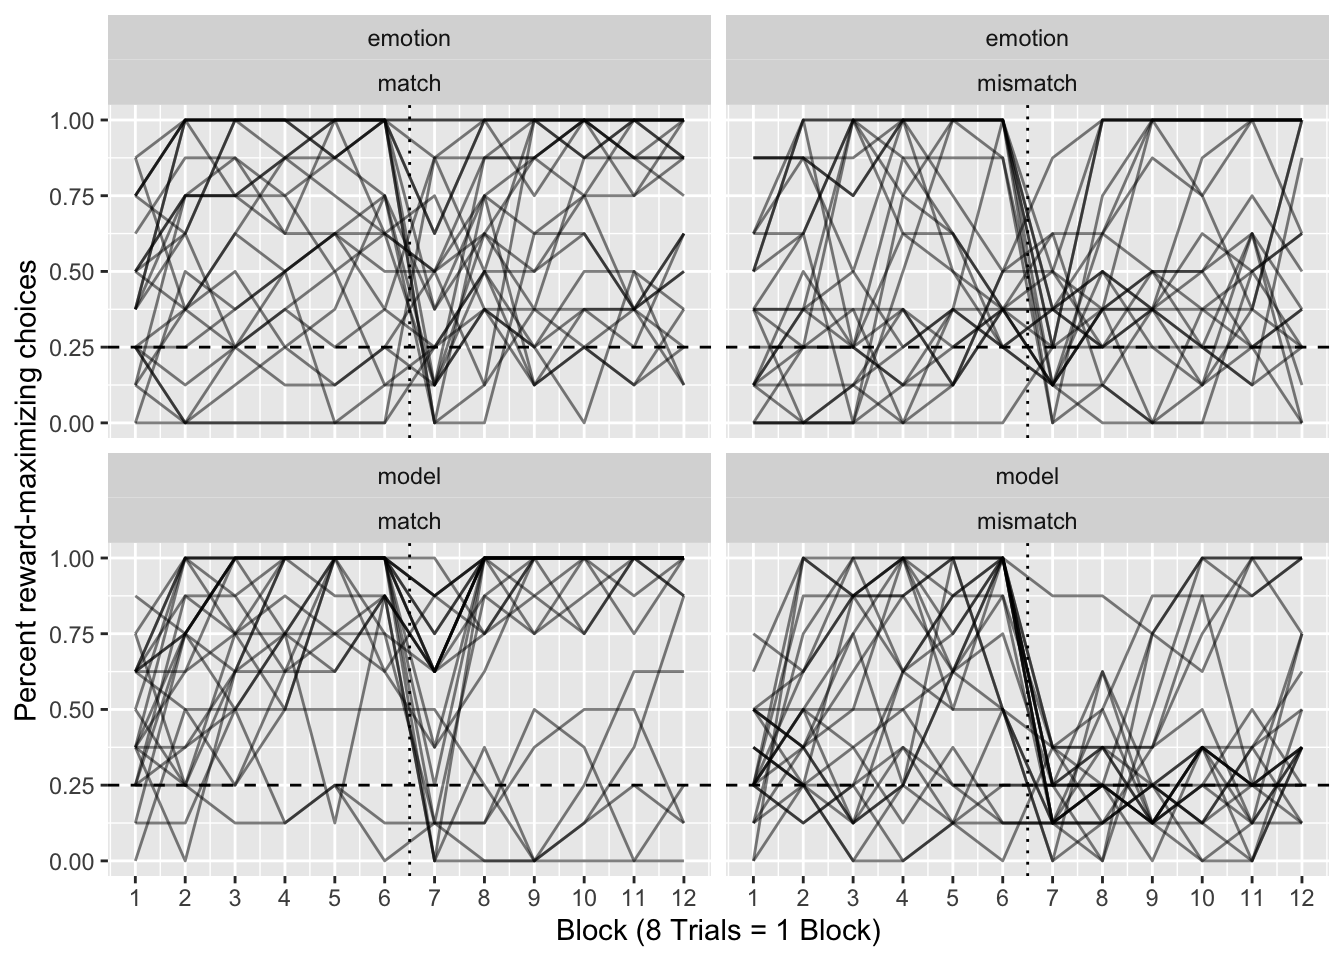 emotion
match
emotion
mismatch
1.00
0.75
0.50
0.25
0.00
model
match
model
mismatch
1.00
0.75
0.50
0.25
0.00
1 2 3 4 5 6 7 8 9 10 11 12
1 2 3 4 5 6 7 8 9 10 11 12
Block (8 Trials = 1 Block)
Percent reward-maximizing choices